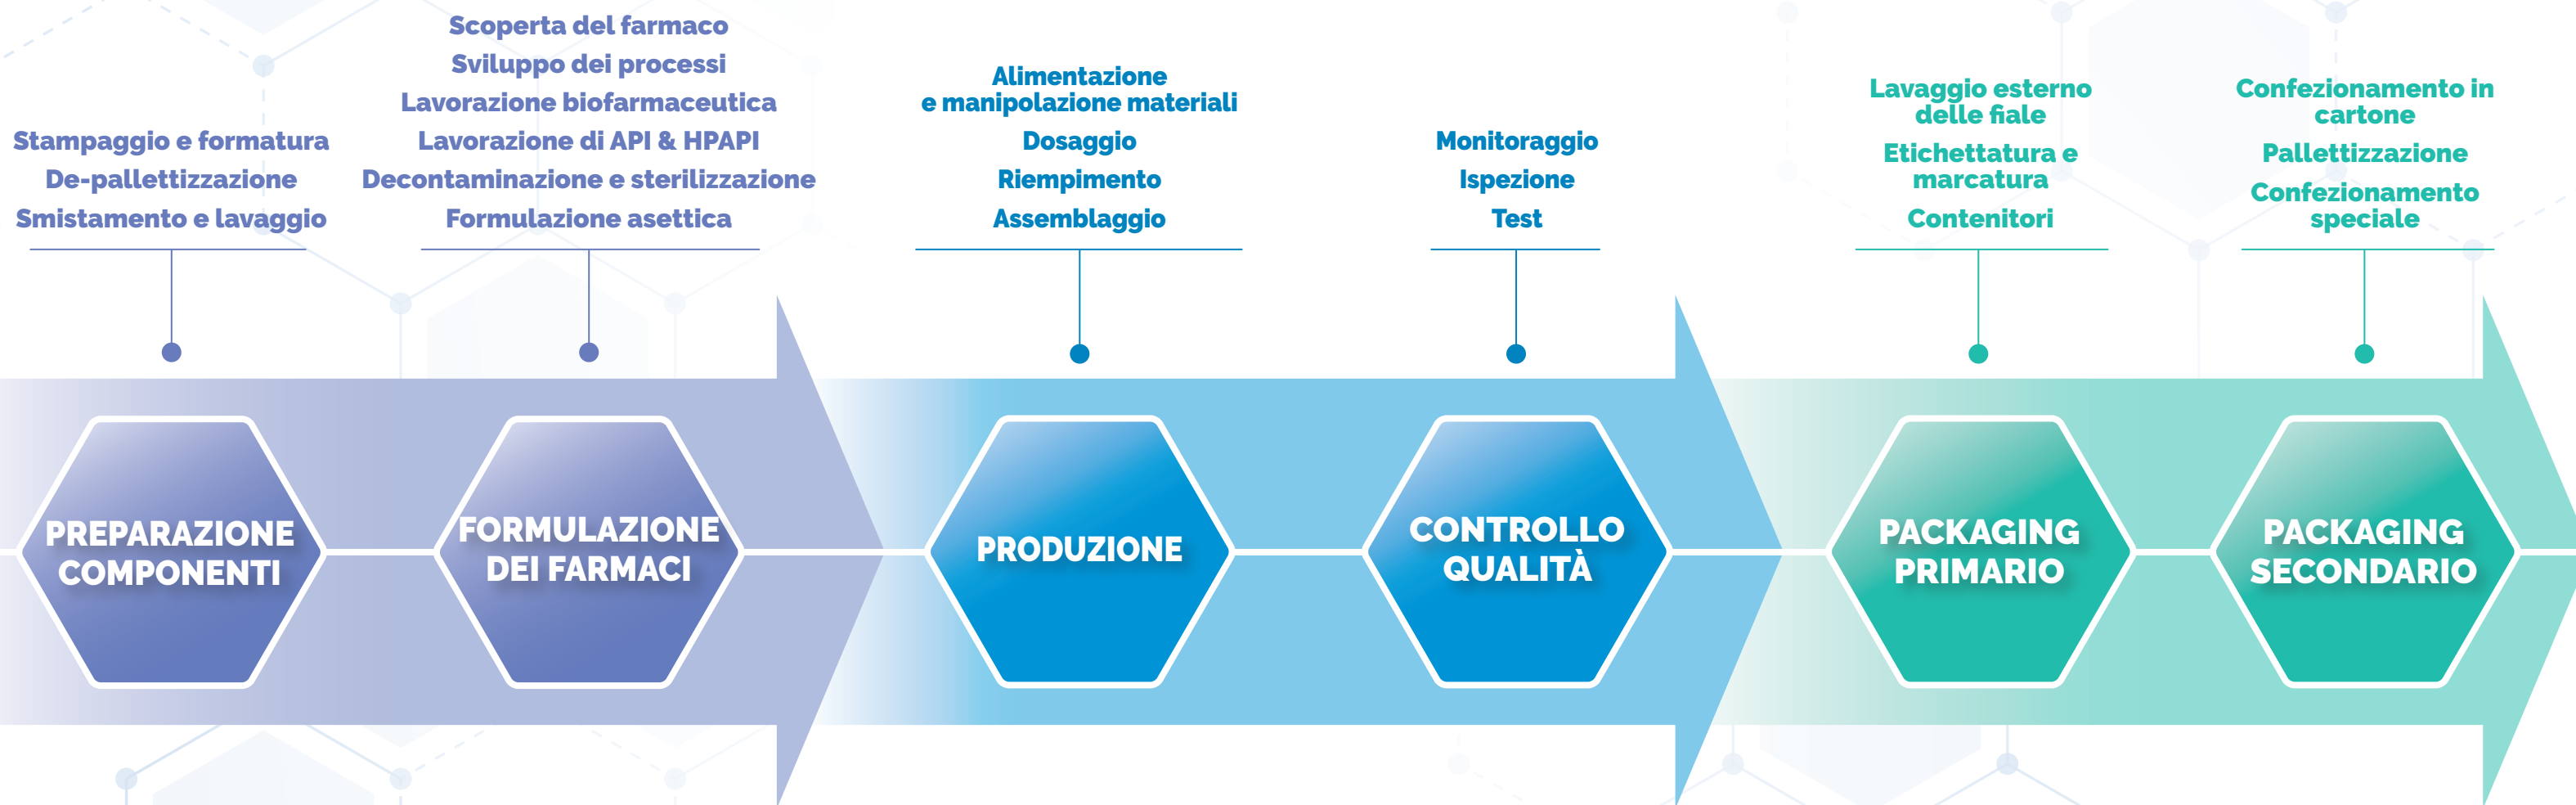 Stampaggio e formatura
De-pallettizzazione
Smistamento e lavaggio
Scoperta del farmaco
Sviluppo dei processi
Lavorazione biofarmaceutica
Lavorazione di API & HPAPI
Decontaminazione e sterilizzazione
Formulazione asettica
Alimentazione
e manipolazione materiali
Dosaggio
Riempimento
Assemblaggio
Monitoraggio
Ispezione
Test
Lavaggio esterno
delle fiale
Etichettatura e
marcatura
Contenitori
Confezionamento in
cartone
Pallettizzazione
Confezionamento
speciale
PREPARAZIONE
COMPONENTI
FORMULAZIONE
DEI FARMACI
PRODUZIONE
CONTROLLO
QUALITÀ
PACKAGING
PRIMARIO
PACKAGING
SECONDARIO